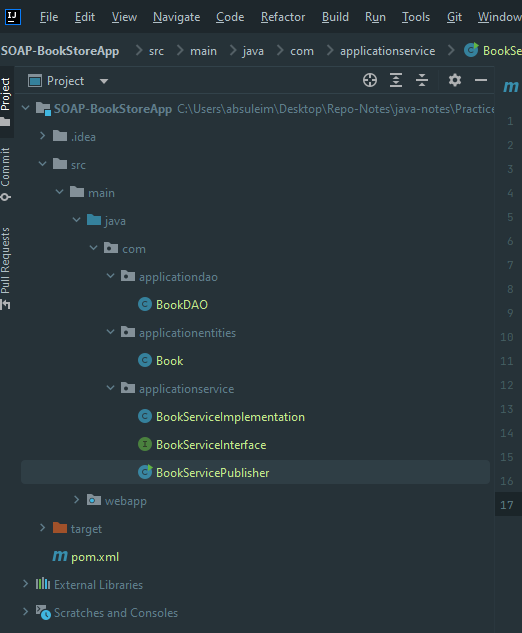 IJ File Edit View Navigate Code Refactor Build Run Tools Git Window
SOAP-BookStoreApp src main java com applicationservice BookSe
Project
m
Project
Commit
Pull Requests
SOAP-BookStoreApp C:\Users\absuleim\Desktop\Repo-Notes\java-notes\Practice
.idea
src
main
java
com
applicationdao
C BookDAO
applicationentities
C Book
applicationservice
C BookServiceImplementation
I BookServiceInterface
C BookServicePublisher
webapp
target
m pom.xml
External Libraries
Scratches and Consoles
1
2
3
4
5
6
7
8
9
10
11
12
13
14
15
16
17